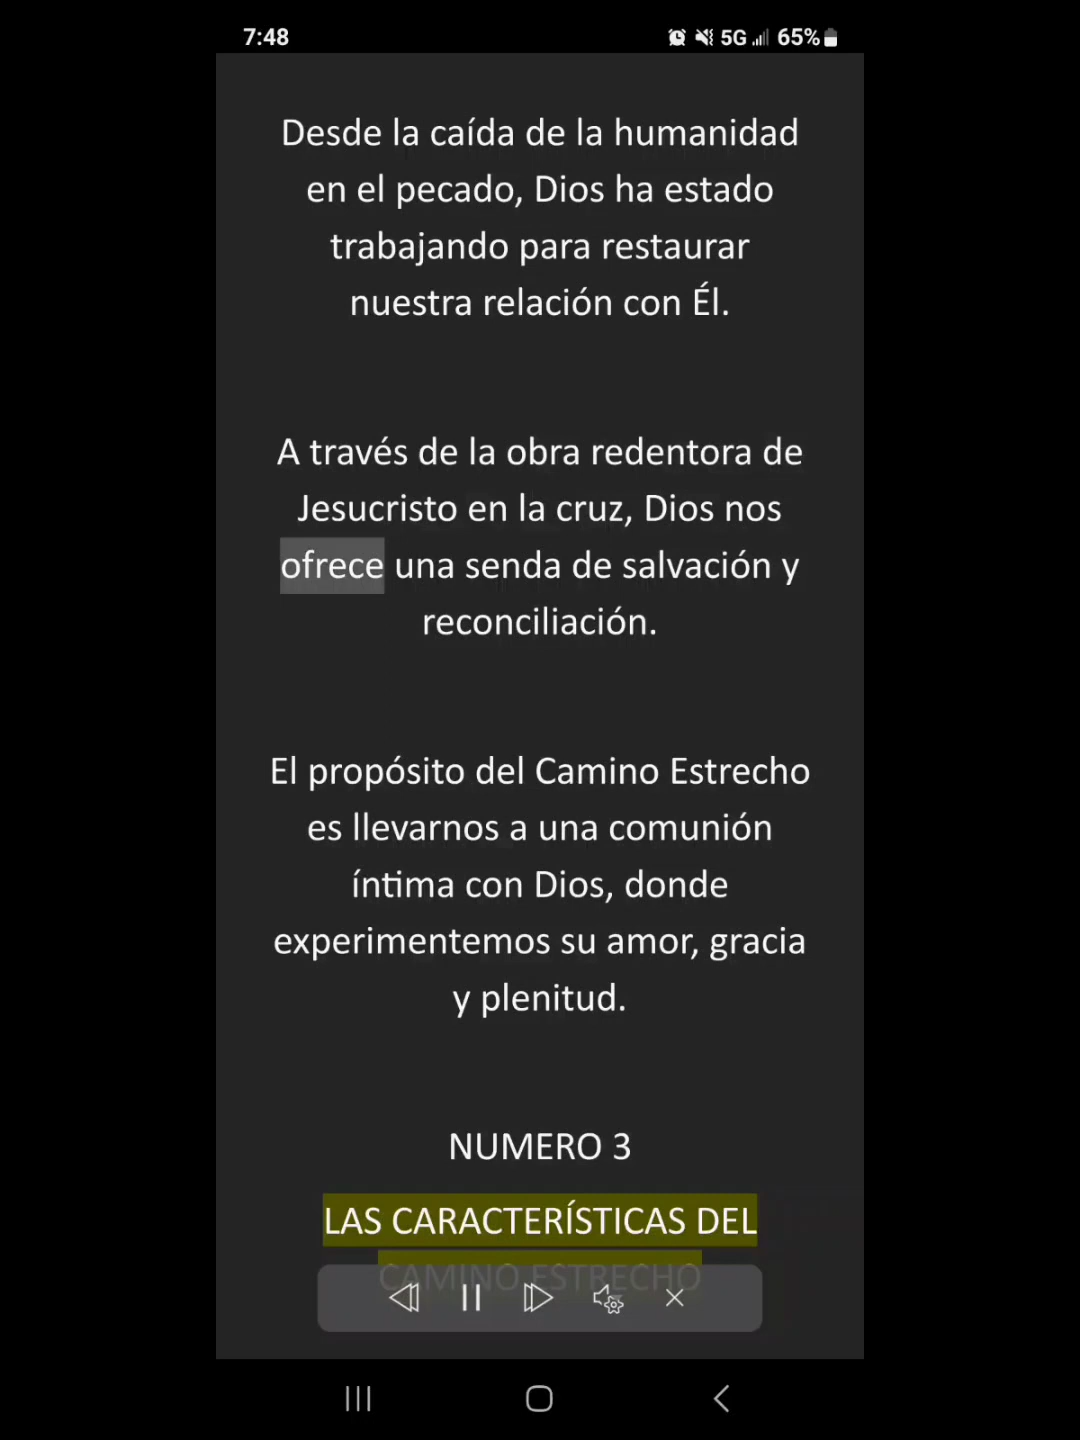 7:48
5G 65%
Desde la caída de la humanidad
en el pecado, Dios ha estado
trabajando para restaurar
nuestra relación con Él.
A través de la obra redentora de
Jesucristo en la cruz, Dios nos
ofrece una senda de salvación y
reconciliación.
El propósito del Camino Estrecho
es llevarnos a una comunión
íntima con Dios, donde
experimentemos su amor, gracia
y plenitud.
NUMERO 3
LAS CARACTERÍSTICAS DEL
CAMINO ESTRECHO